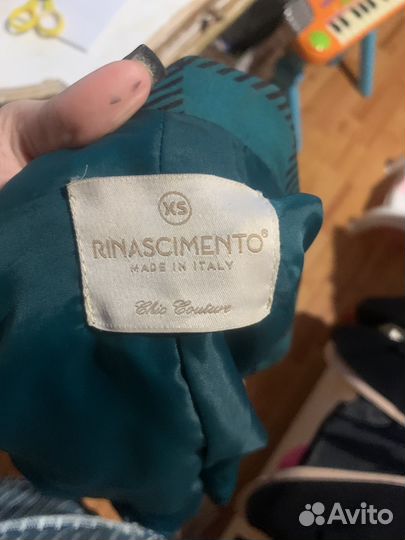 XS
RINASCIMENTO®
MADE IN ITALY
Chic Couture
Avito